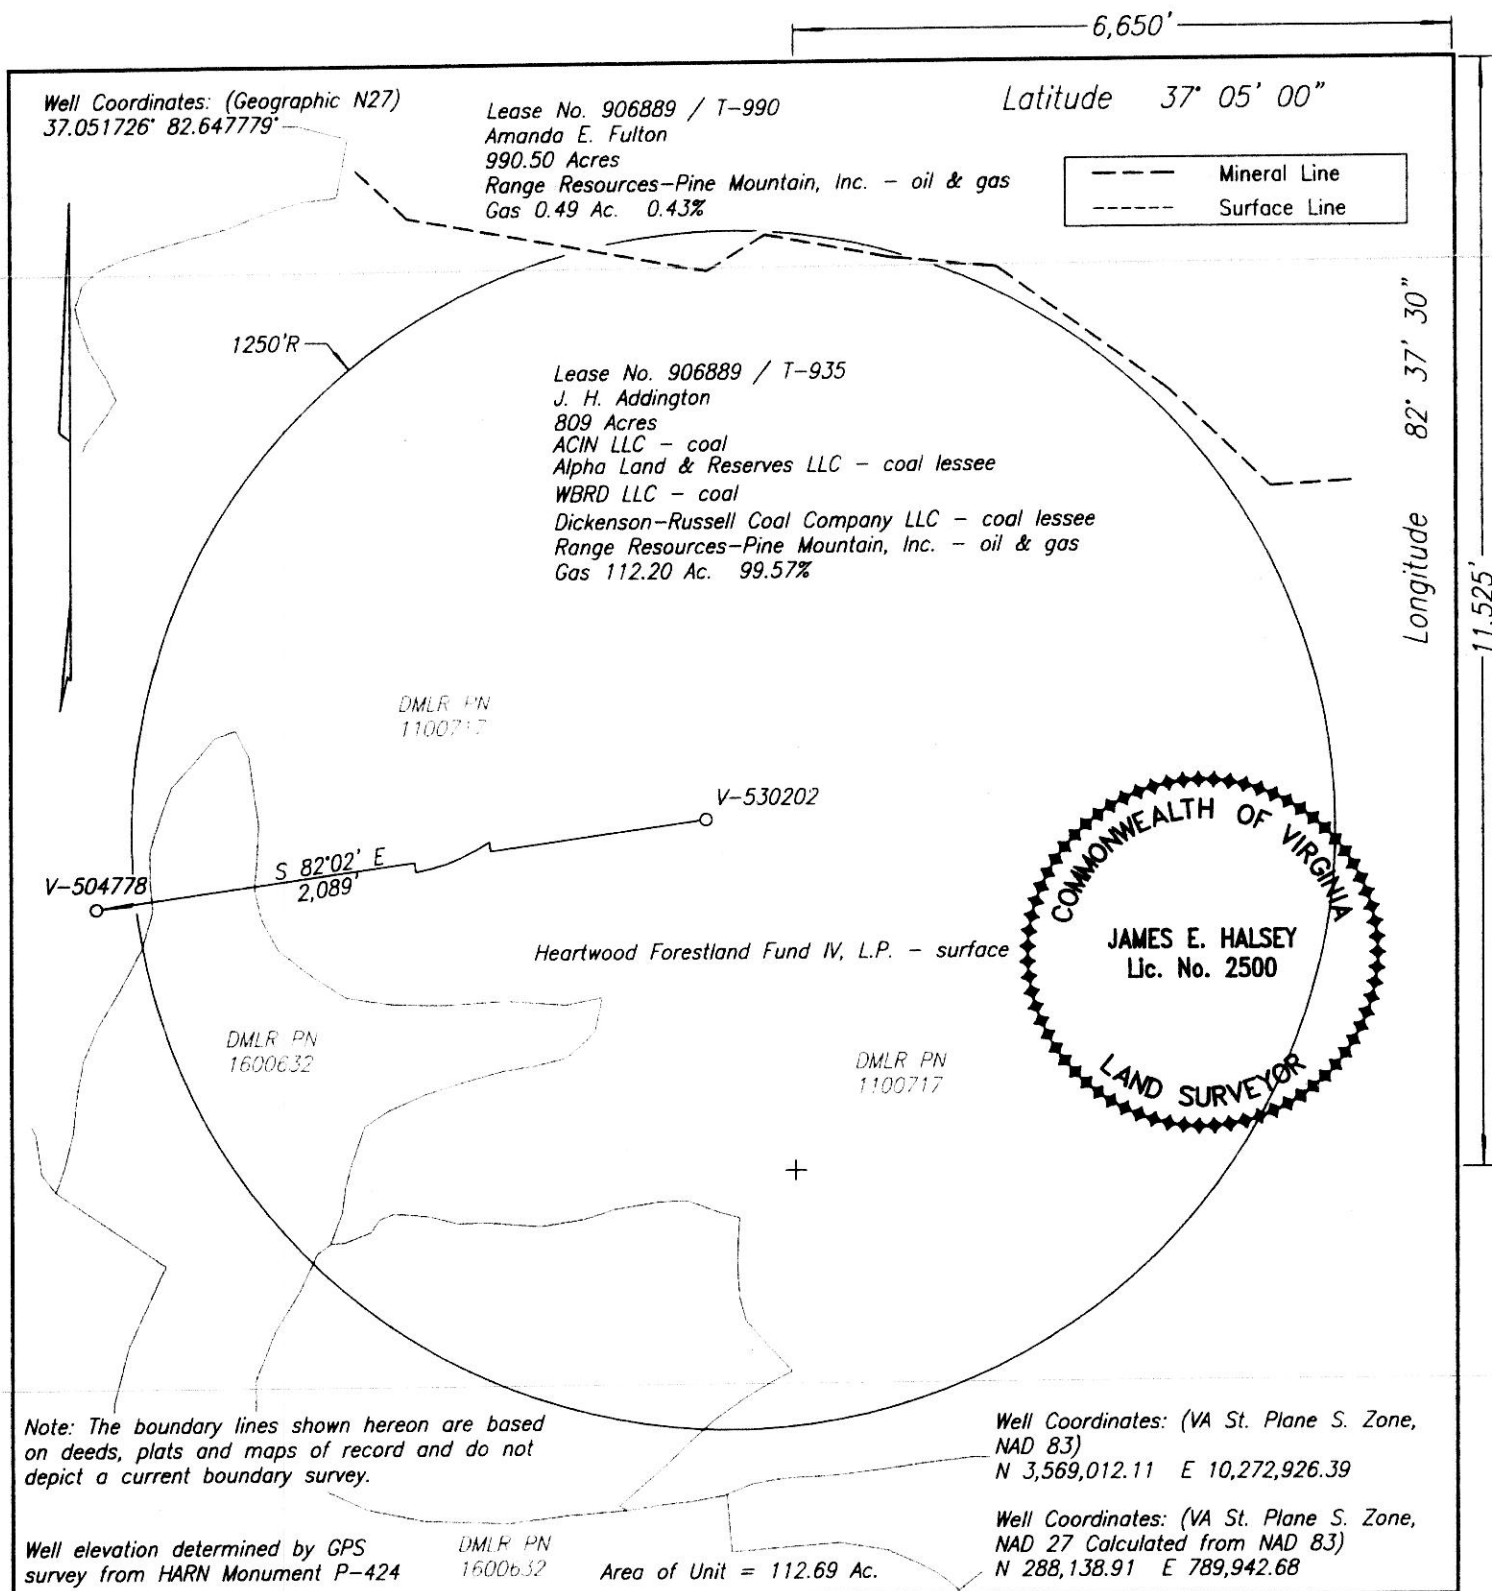 6,650'
Well Coordinates: (Geographic N27)
37.051726° 82.647779°
Lease No. 906889 / T-990
Amanda E. Fulton
990.50 Acres
Range Resources-Pine Mountain, Inc. - oil & gas
Gas 0.49 Ac. 0.43%
Latitude 37° 05' 00"
Mineral Line
Surface Line
Longitude 82° 37' 30"
11,525'
1250'R
Lease No. 906889 / T-935
J. H. Addington
809 Acres
ACIN LLC - coal
Alpha Land & Reserves LLC - coal lessee
WBRD LLC - coal
Dickenson-Russell Coal Company LLC - coal lessee
Range Resources-Pine Mountain, Inc. - oil & gas
Gas 112.20 Ac. 99.57%
DMLR PN
1100717
V-530202
S 82°02' E
2,089'
V-504778
COMMONWEALTH OF VIRGINIA
JAMES E. HALSEY
Lic. No. 2500
LAND SURVEYOR
Heartwood Forestland Fund IV, L.P. - surface
DMLR PN
1600632
DMLR PN
1100717
Note: The boundary lines shown hereon are based
on deeds, plats and maps of record and do not
depict a current boundary survey.
Well Coordinates: (VA St. Plane S. Zone,
NAD 83)
N 3,569,012.11 E 10,272,926.39
Well Coordinates: (VA St. Plane S. Zone,
NAD 27 Calculated from NAD 83)
N 288,138.91 E 789,942.68
Well elevation determined by GPS
survey from HARN Monument P-424
DMLR PN
1600632
Area of Unit = 112.69 Ac.